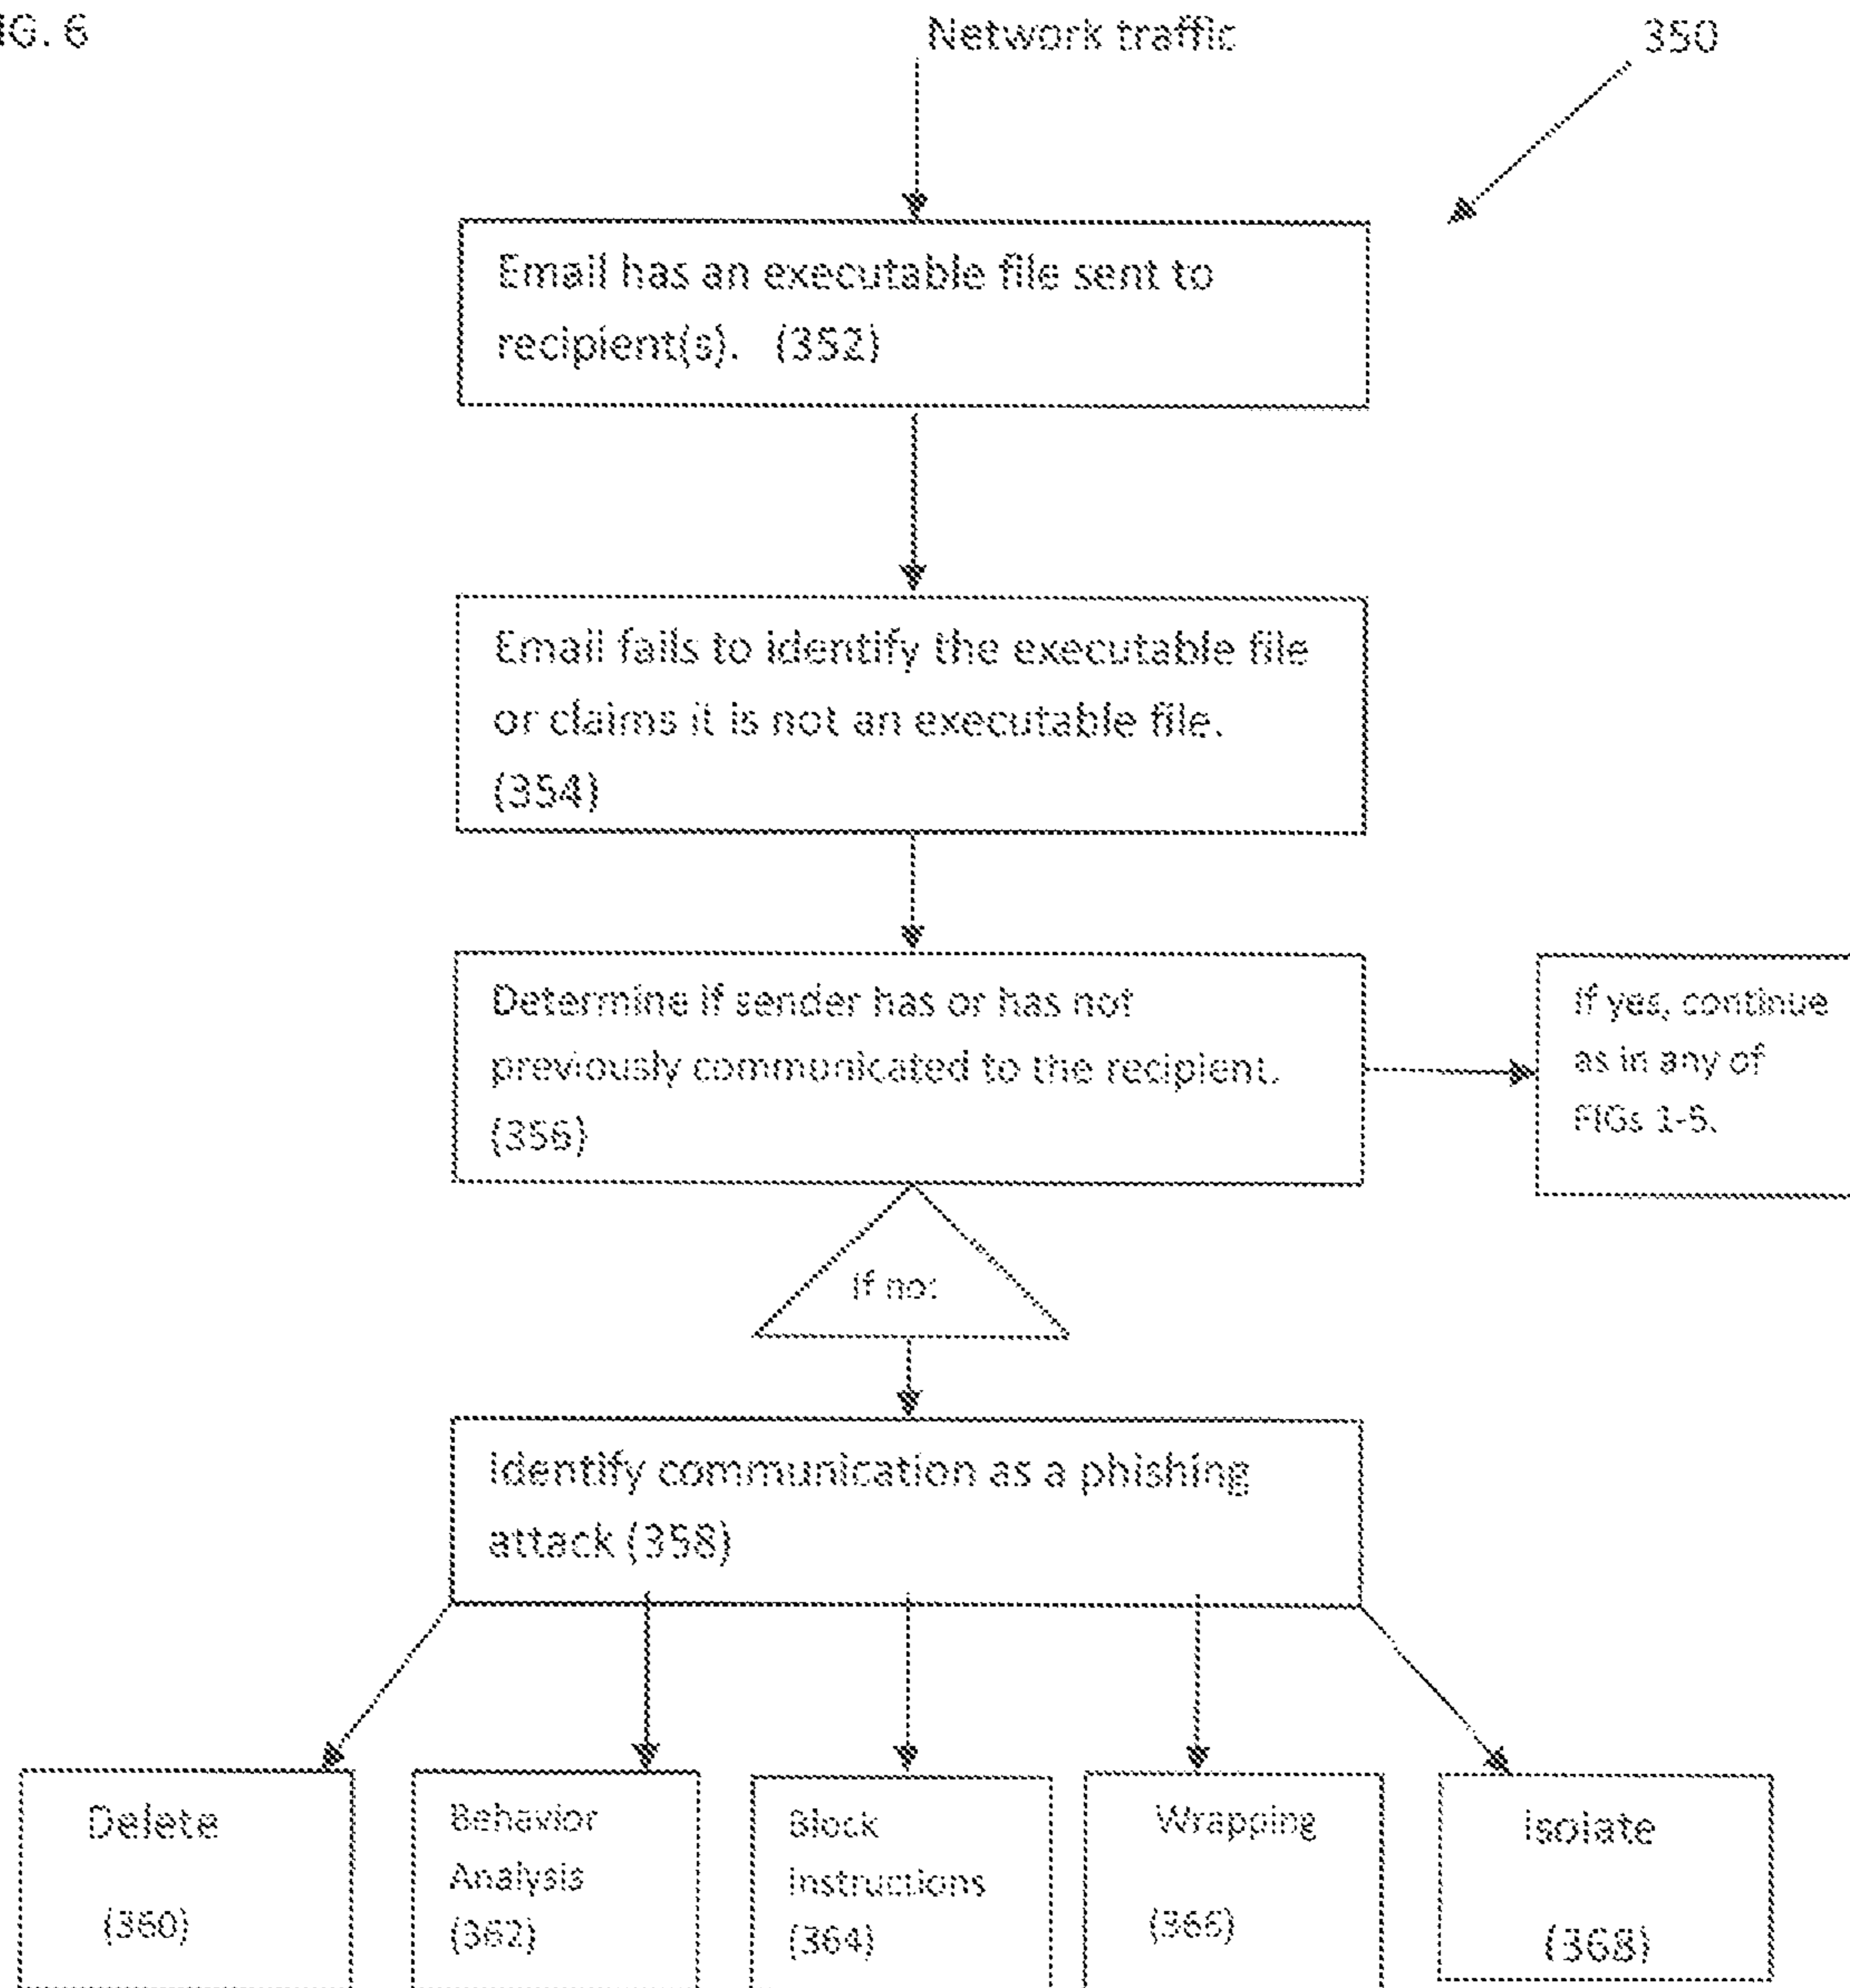 IG. 6
Network traffic
350
Email has an executable file sent to
recipient(s). (352)
Email fails to identify the executable file
or claims it is not an executable file.
(354)
Determine if sender has or has not
previously communicated to the recipient.
(356)
If yes, continue
as in any of
FIGs 1-5.
If no:
Identify communication as a phishing
attack (358)
Delete
(360)
Behavior
Analysis
(362)
Block
instructions
(364)
Wrapping
(366)
Isolate
(368)